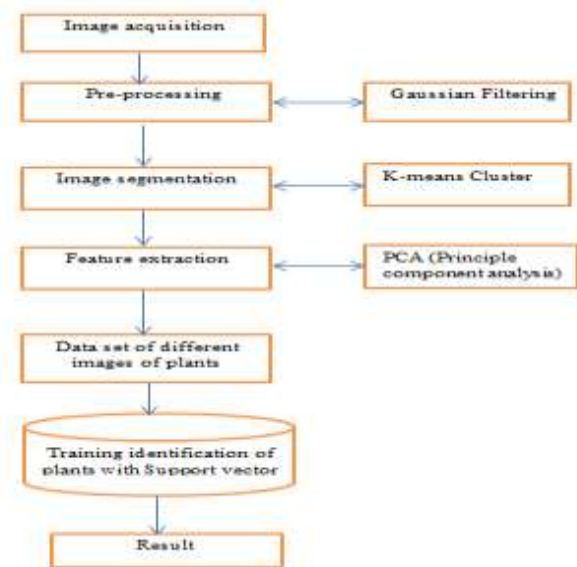 Image acquisition
Pre-processing
Gaussian Filtering
Image segmentation
K-means Cluster
Feature extraction
PCA (Principle
component analysis)
Data set of different
images of plants
Training identification of
plants with Support vector
Result